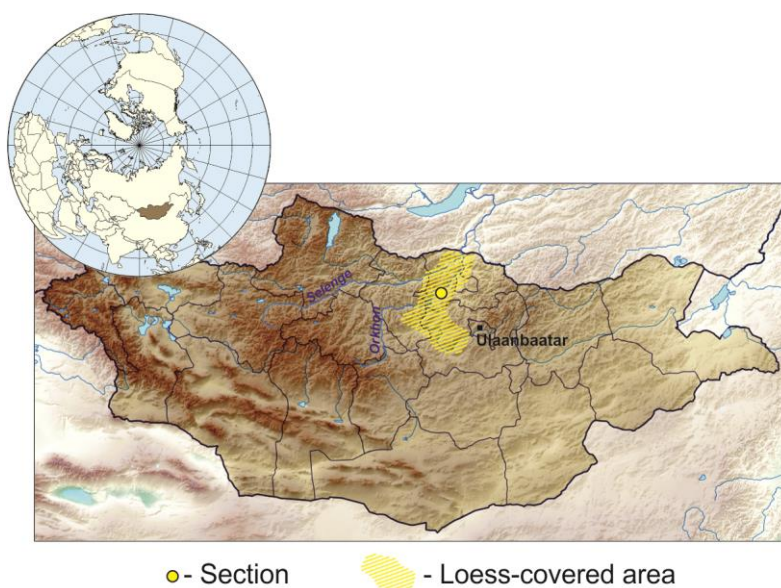 Selenge
Orkhon
Ulaanbaatar
- Section
- Loess-covered area